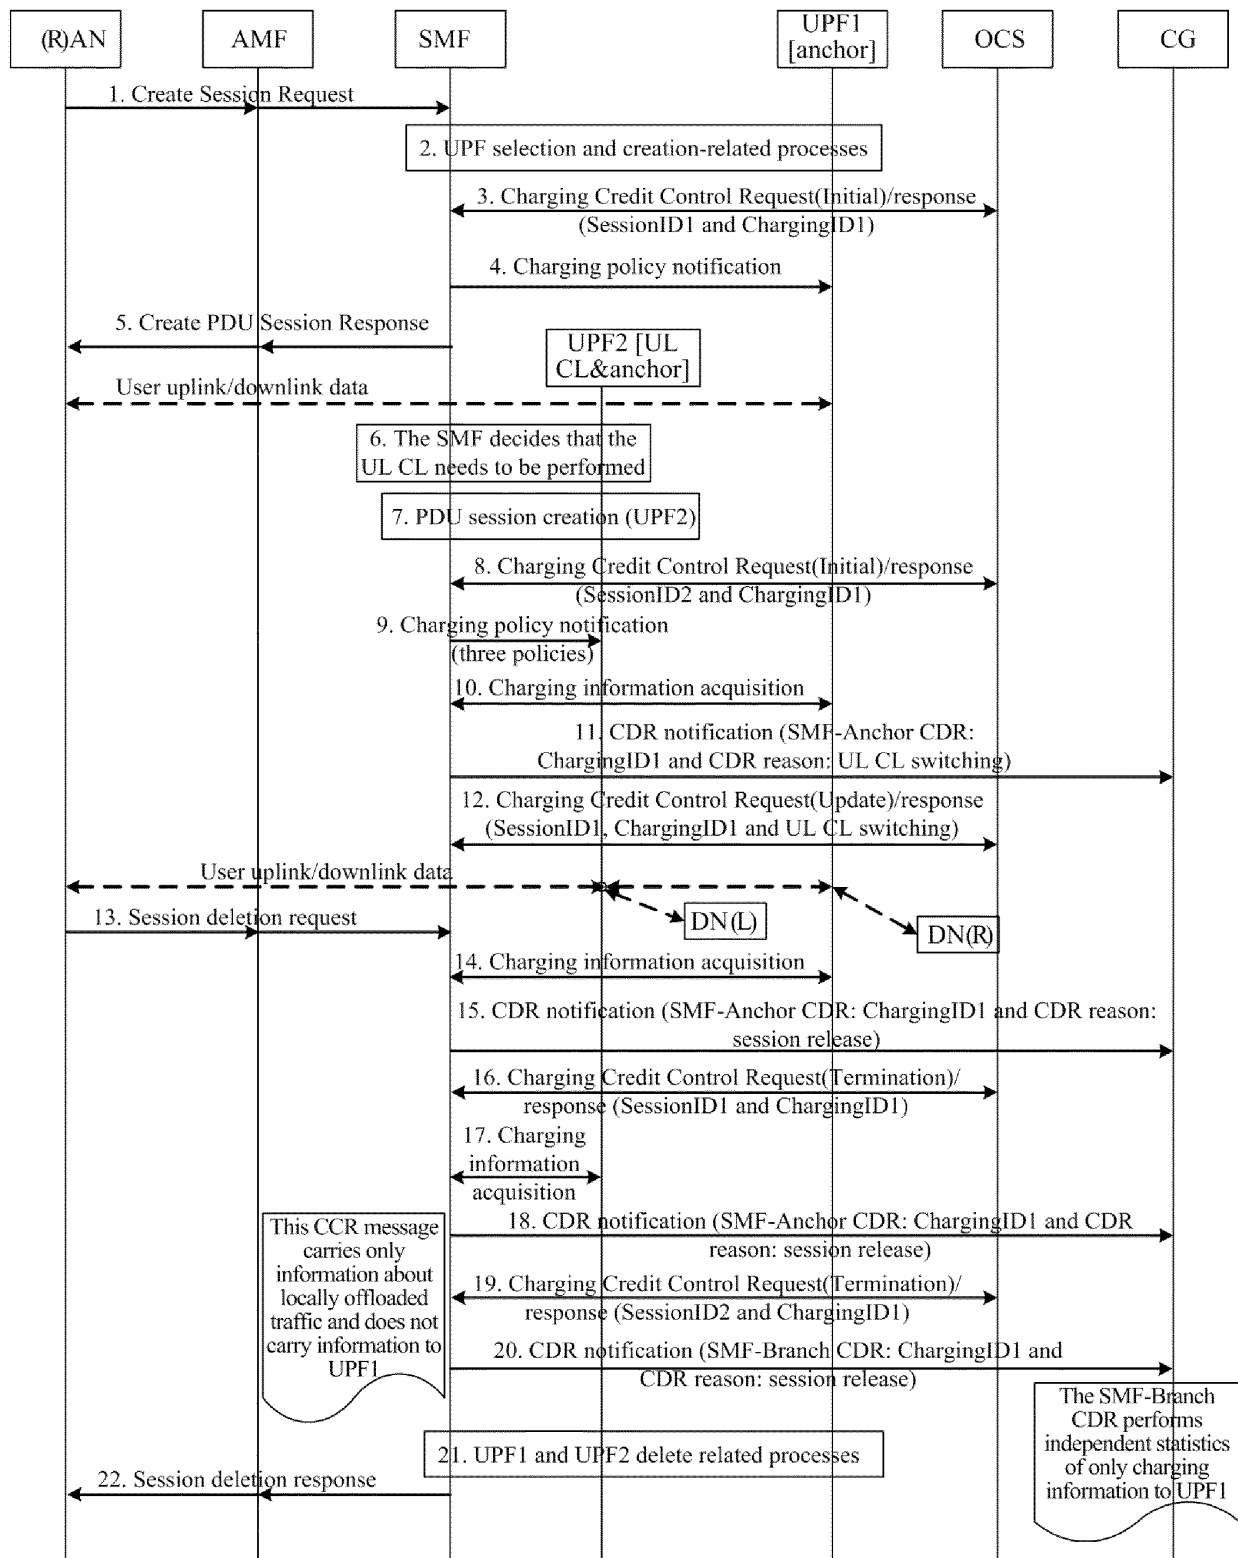 (R)AN
AMF
SMF
UPF1
[anchor]
OCS
CG
1. Create Session Request
2. UPF selection and creation-related processes
3. Charging Credit Control Request(Initial)/response
(SessionID1 and ChargingID1)
4. Charging policy notification
5. Create PDU Session Response
UPF2 [UL
CL&anchor]
User uplink/downlink data
6. The SMF decides that the
UL CL needs to be performed
7. PDU session creation (UPF2)
8. Charging Credit Control Request(Initial)/response
(SessionID2 and ChargingID1)
9. Charging policy notification
(three policies)
10. Charging information acquisition
11. CDR notification (SMF-Anchor CDR:
ChargingID1 and CDR reason: UL CL switching)
12. Charging Credit Control Request(Update)/response
(SessionID1, ChargingID1 and UL CL switching)
User uplink/downlink data
13. Session deletion request
DN(L)
DN(R)
14. Charging information acquisition
15. CDR notification (SMF-Anchor CDR: ChargingID1 and CDR reason:
session release)
16. Charging Credit Control Request(Termination)/
response (SessionID1 and ChargingID1)
17. Charging
information
acquisition
18. CDR notification (SMF-Anchor CDR: ChargingID1 and CDR
reason: session release)
This CCR message
carries only
information about
locally offloaded
traffic and does not
carry information to
UPF1
19. Charging Credit Control Request(Termination)/
response (SessionID2 and ChargingID1)
20. CDR notification (SMF-Branch CDR: ChargingID1 and
CDR reason: session release)
The SMF-Branch
CDR performs
independent statistics
of only charging
information to UPF1
21. UPF1 and UPF2 delete related processes
22. Session deletion response